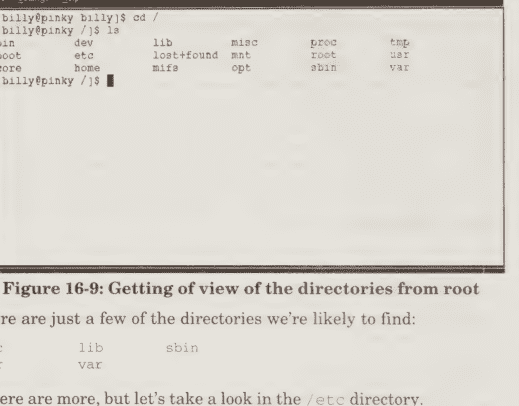 billy@pinky billy]$ cd /
billy@pinky /]$ ls
in dev lib misc proc tmp
oot etc lost+found mnt root usr
ore home mifs opt sbin var
billy@pinky /]$
Figure 16-9: Getting of view of the directories from root
re are just a few of the directories we're likely to find:
c lib sbin
r var
ere are more, but let's take a look in the /etc directory.